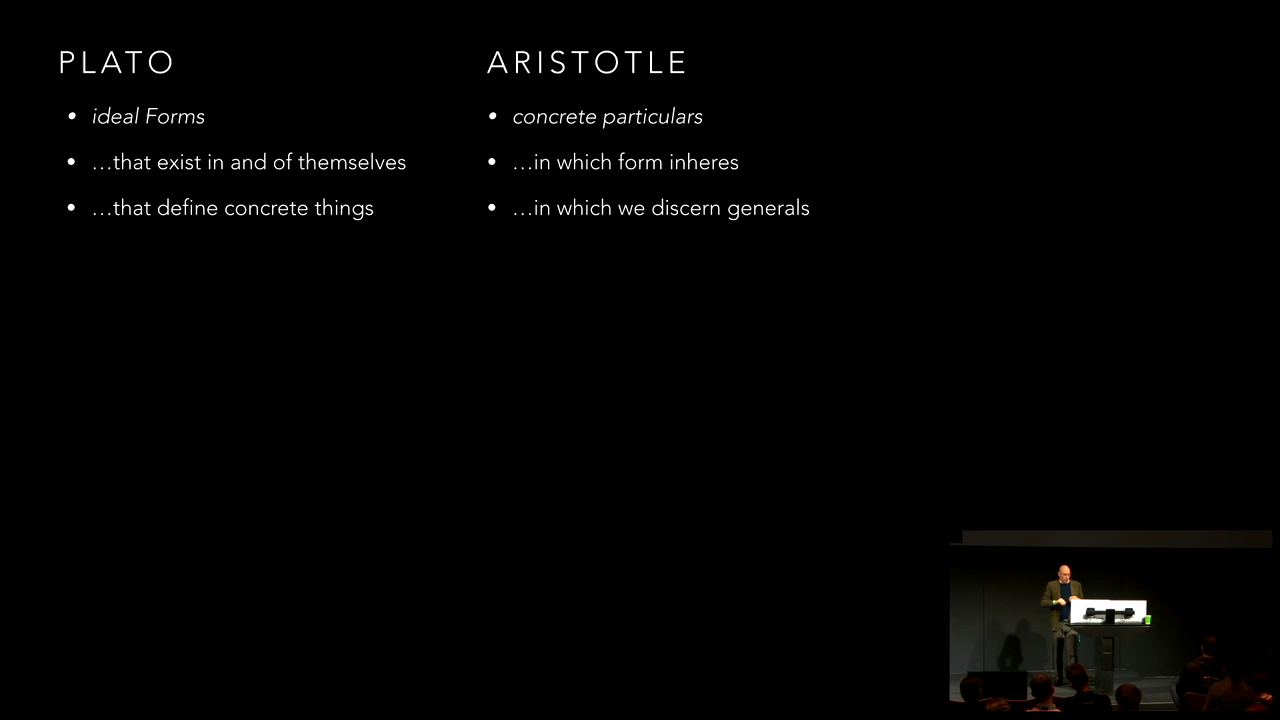 PLATO
• ideal Forms
• …that exist in and of themselves
• …that define concrete things
ARISTOTLE
• concrete particulars
• …in which form inheres
• …in which we discern generals